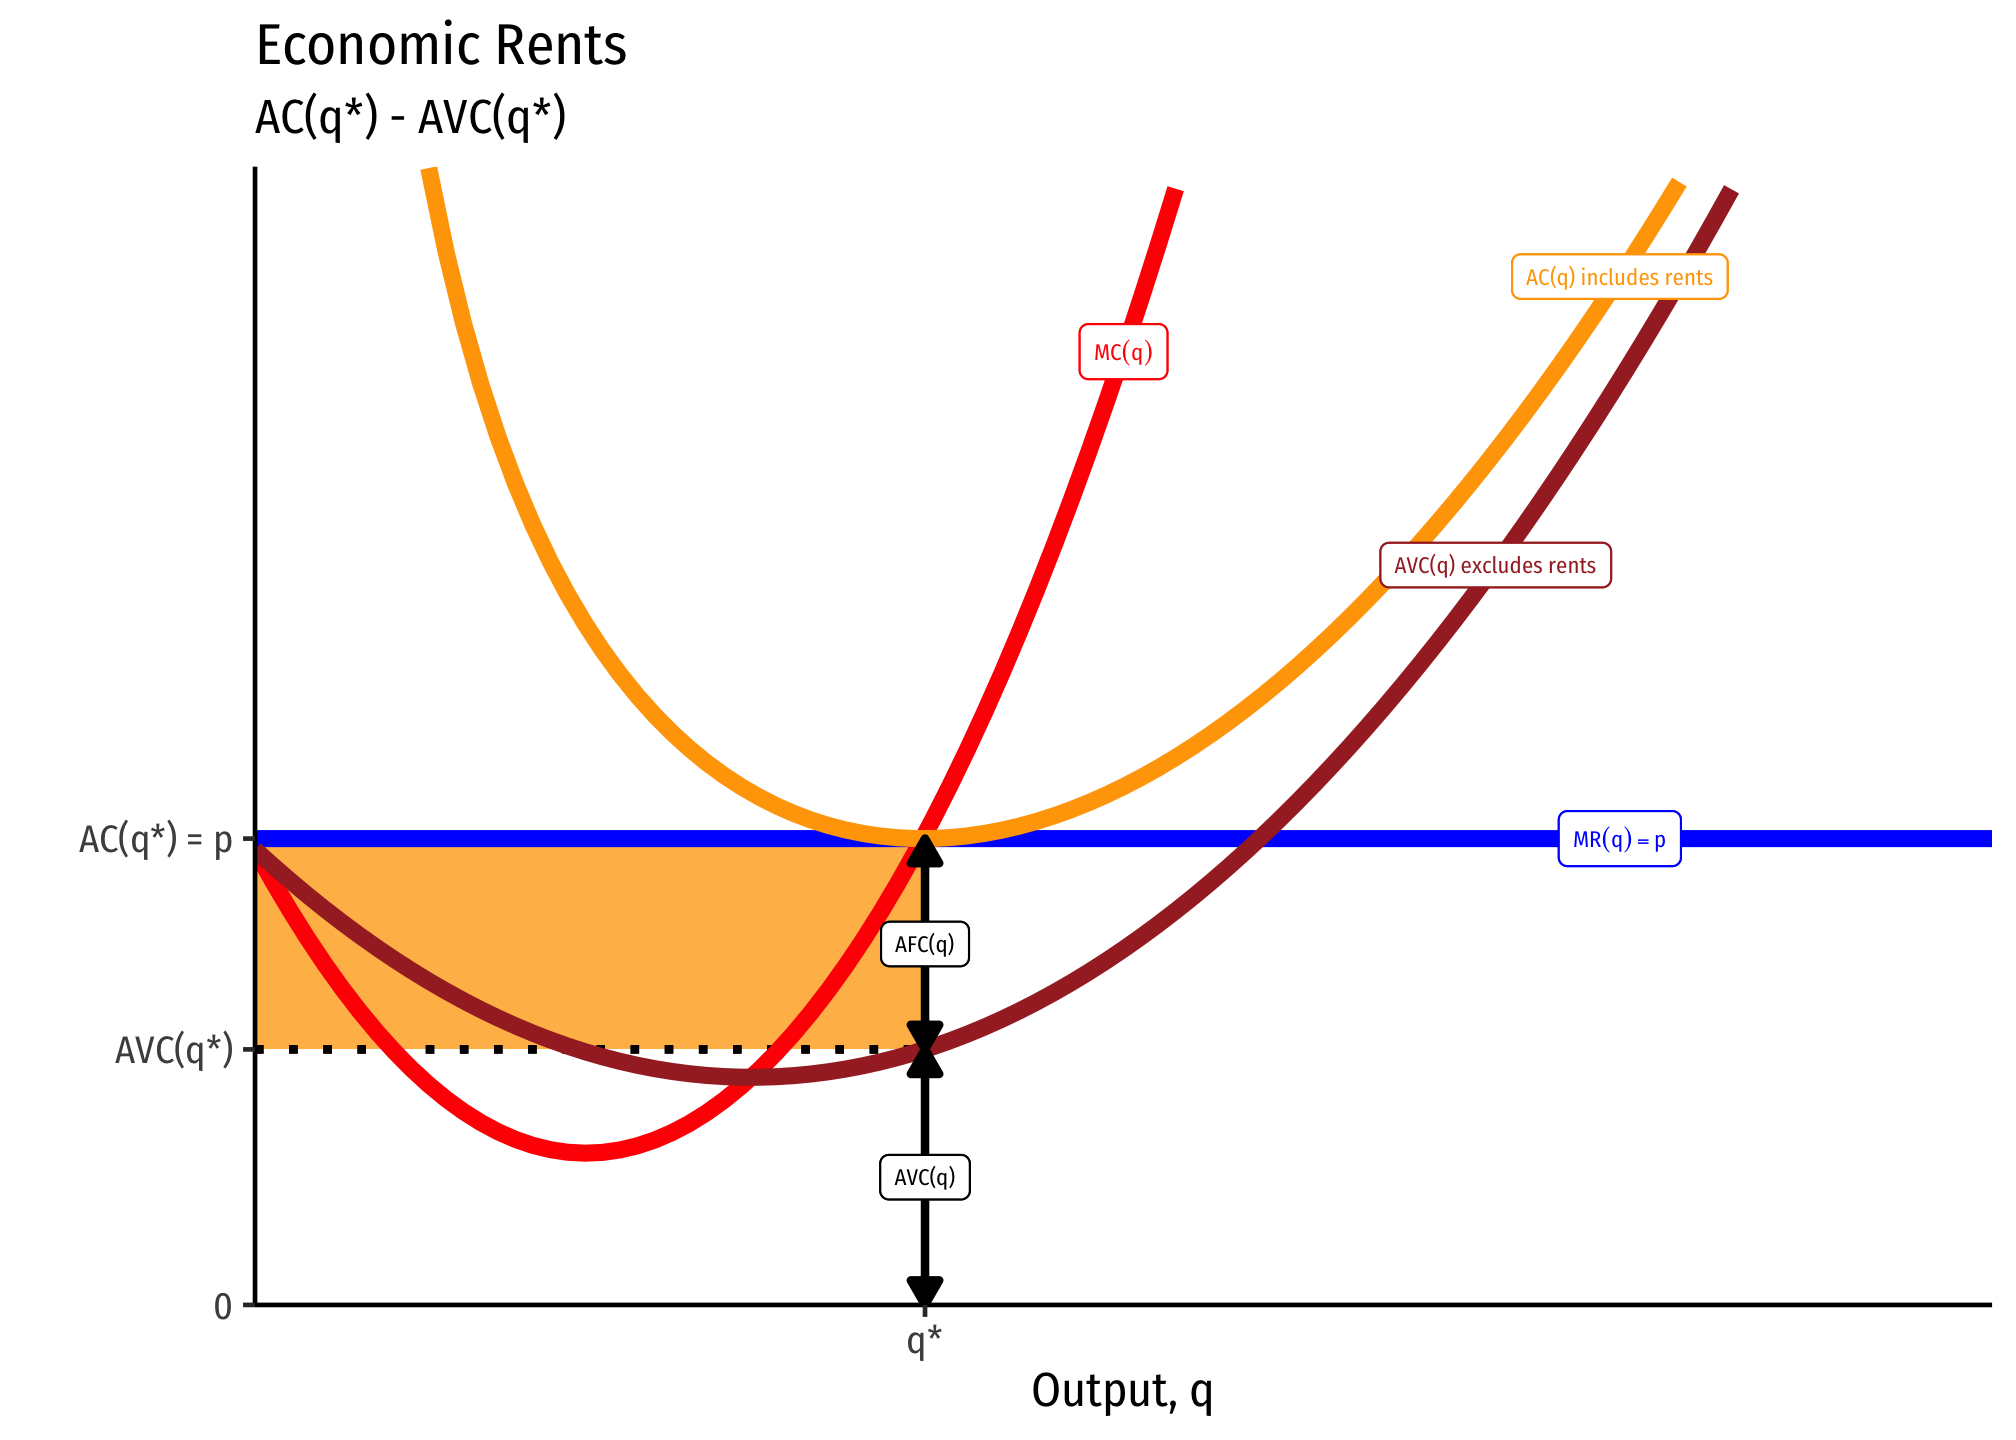 Economic Rents
AC(q*) - AVC(q*)
AC(q) includes rents
MC(q)
AVC(q) excludes rents
AC(q*) = p
MR(q) = p
AFC(q)
AVC(q*)
AVC(q)
0
q*
Output, q